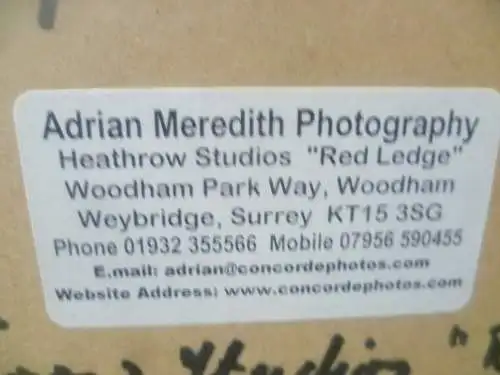 Adrian Meredith Photography
Heathrow Studios "Red Ledge"
Woodham Park Way, Woodham
Weybridge, Surrey KT15 3SG
Phone 01932 355566 Mobile 07956 590455
E.mail: adrian@concordephotos.com
Website Address: www.concordephotos.com
Studios "